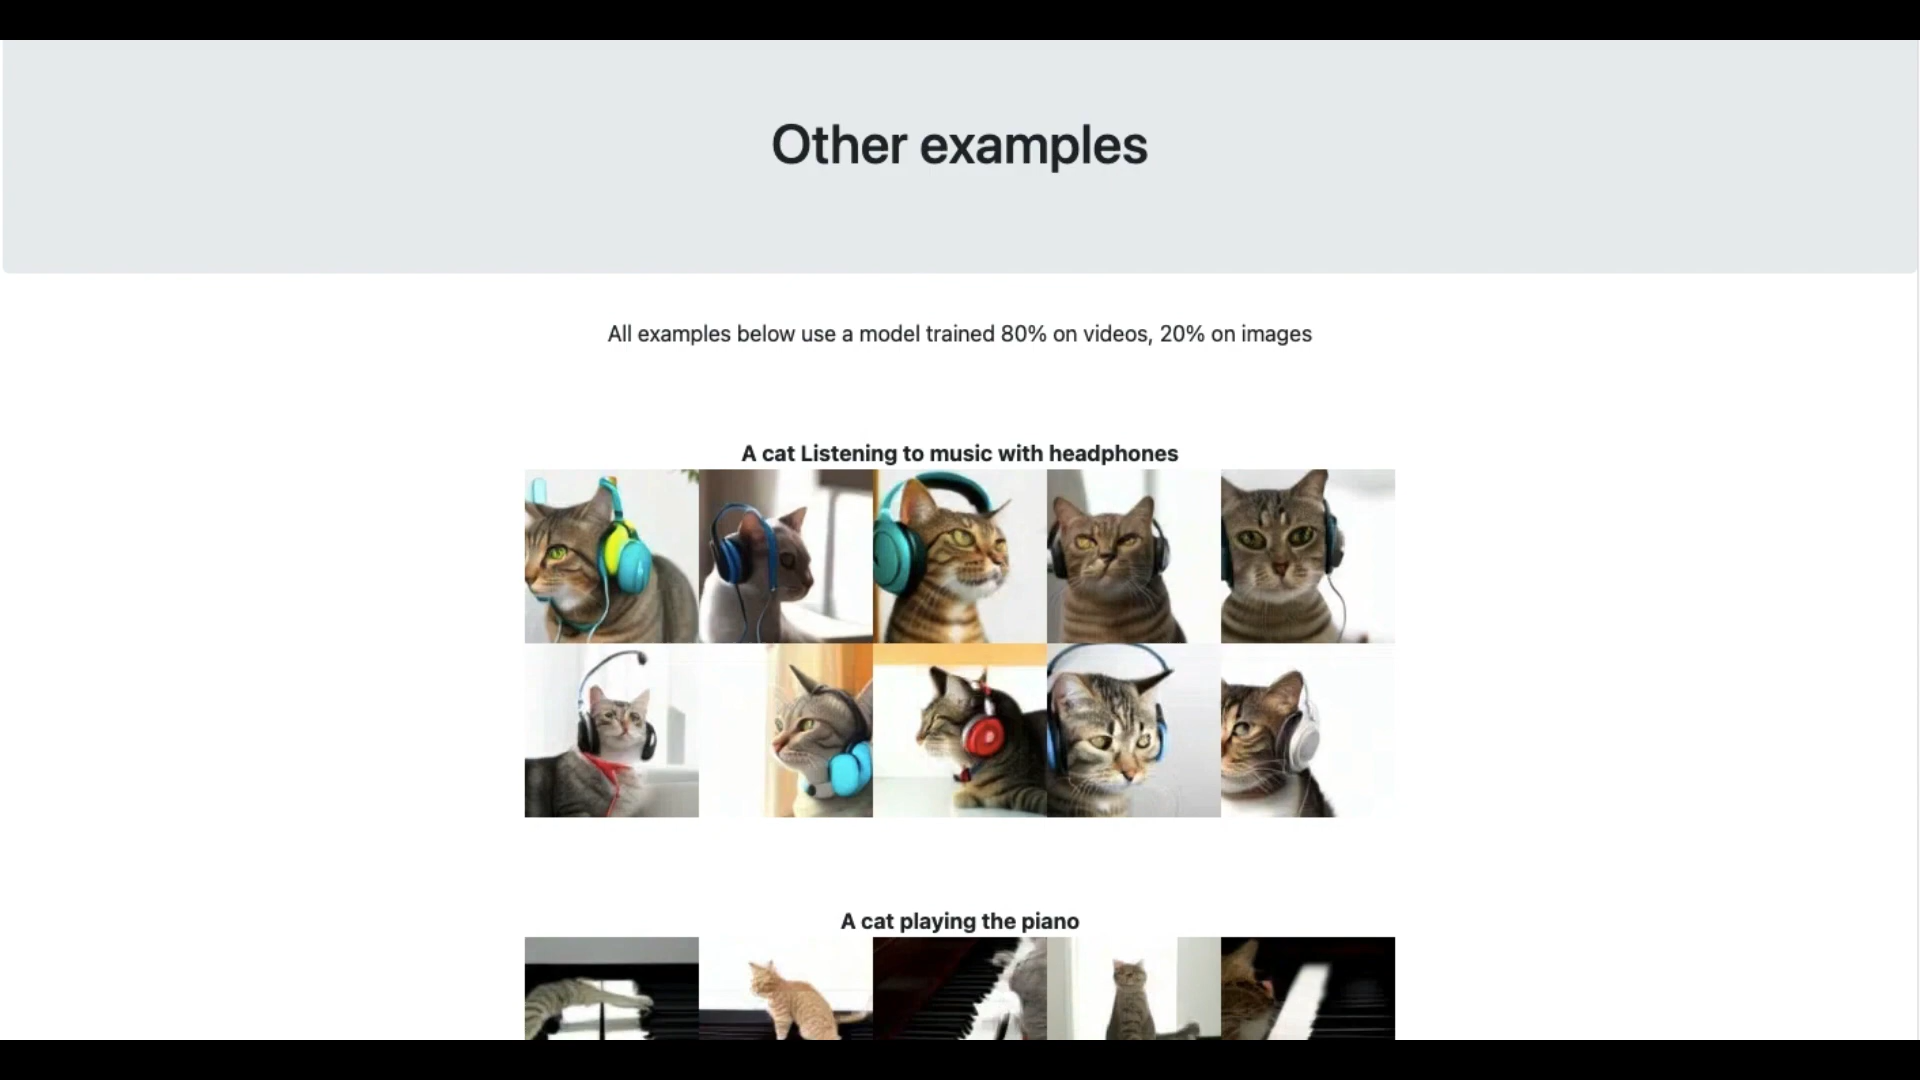 Other examples
All examples below use a model trained 80% on videos, 20% on images
A cat Listening to music with headphones
A cat playing the piano